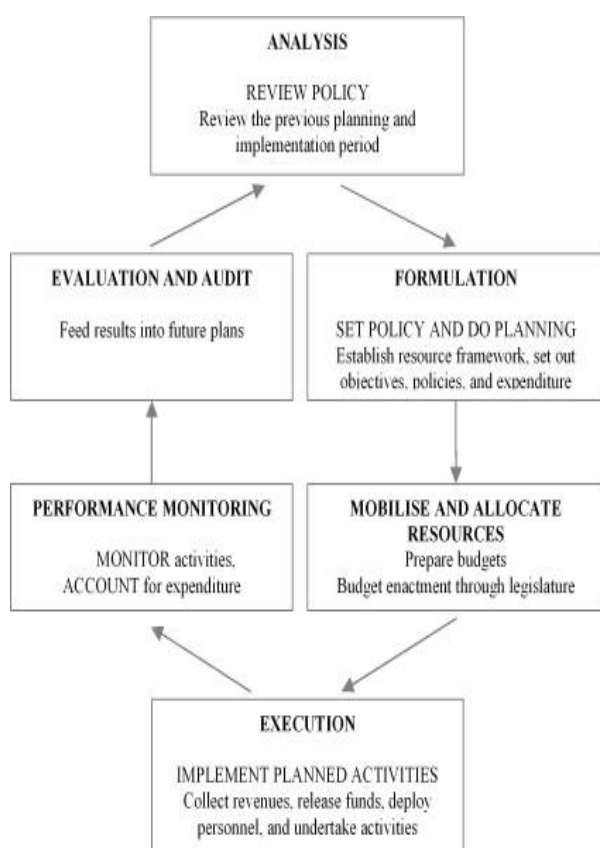 ANALYSIS
REVIEW POLICY
Review the previous planning and
implementation period
EVALUATION AND AUDIT
Feed results into future plans
FORMULATION
SET POLICY AND DO PLANNING
Establish resource framework, set out
objectives, policies, and expenditure
PERFORMANCE MONITORING
MONITOR activities,
ACCOUNT for expenditure
MOBILISE AND ALLOCATE
RESOURCES
Prepare budgets
Budget enactment through legislature
EXECUTION
IMPLEMENT PLANNED ACTIVITIES
Collect revenues, release funds, deploy
personnel, and undertake activities